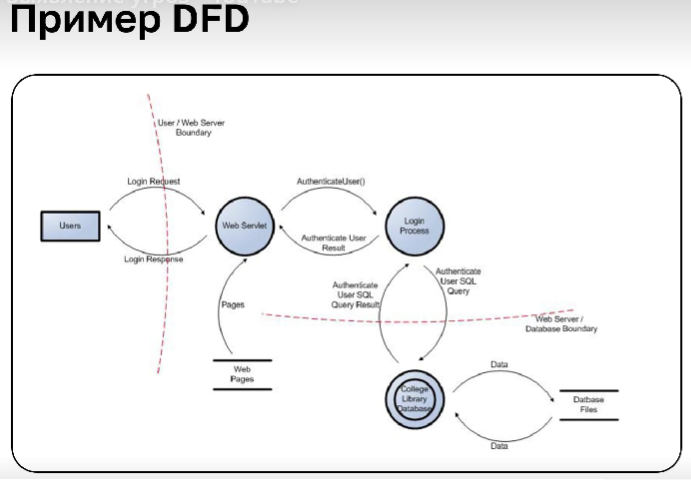 Пример DFD
User / Web Server
Boundary
Login Request
AuthenticateUser()
Users
Web Servlet
Login
Process
Authenticate User
Result
Login Response
Authenticate
User SQL
Query Result
Authenticate
User SQL
Query
Pages
Web Server /
Database Boundary
Web
Pages
Data
College
Library
Database
Datbase
Files
Data